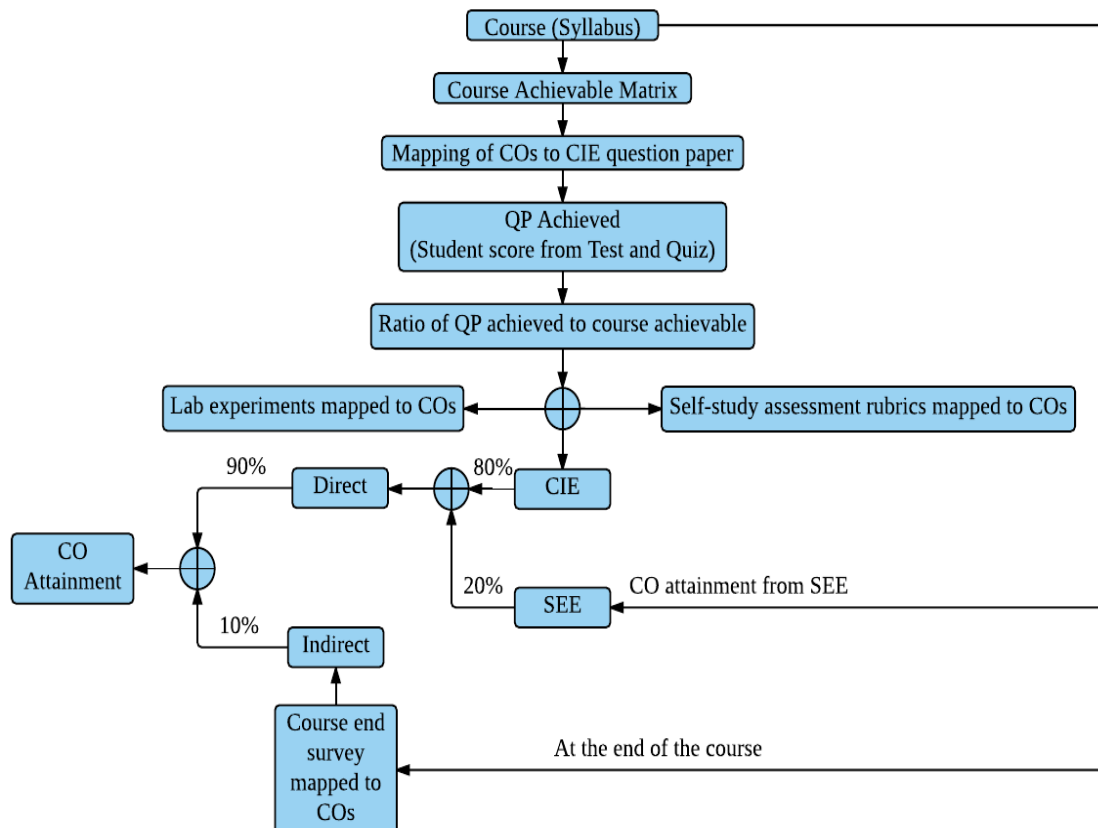 Course (Syllabus)
Course Achievable Matrix
Mapping of COs to CIE question paper
QP Achieved
(Student score from Test and Quiz)
Ratio of QP achieved to course achievable
Lab experiments mapped to COs
Self-study assessment rubrics mapped to COs
90%
Direct
80%
CIE
CO
Attainment
20%
SEE
CO attainment from SEE
10%
Indirect
Course end
survey
mapped to
COs
At the end of the course